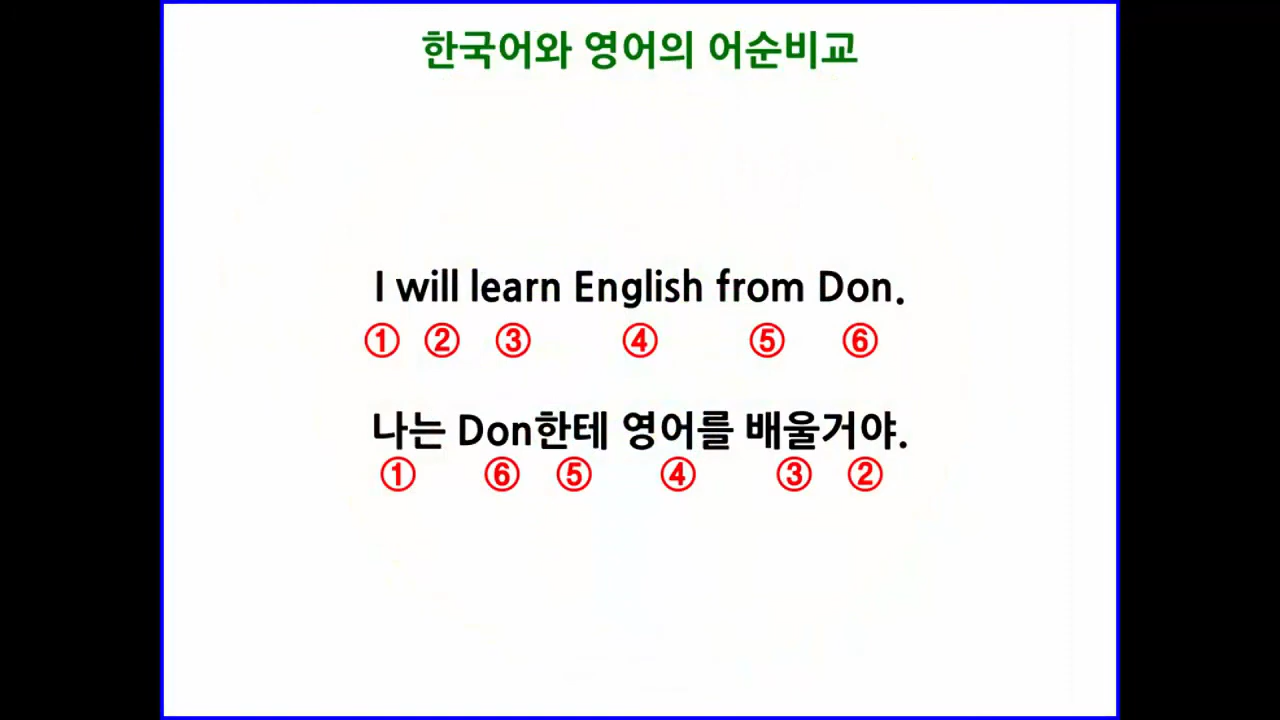 한국어와 영어의 어순비교
I will learn English from Don.
① ② ③ ④ ⑤ ⑥
나는 Don한테 영어를 배울거야.
① ⑥ ⑤ ④ ③ ②